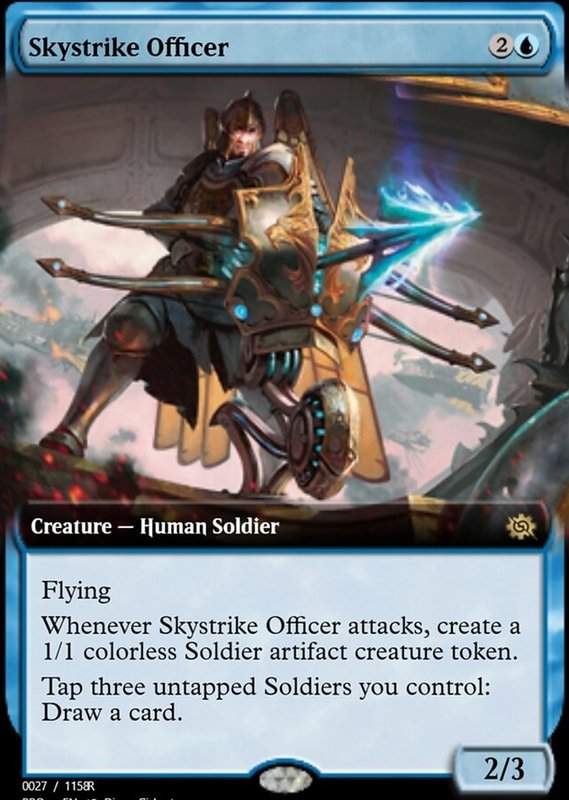 Skystrike Officer 2
Creature — Human Soldier
Flying
Whenever Skystrike Officer attacks, create a
1/1 colorless Soldier artifact creature token.
Tap three untapped Soldiers you control:
Draw a card.
2/3
0027 / 1158R